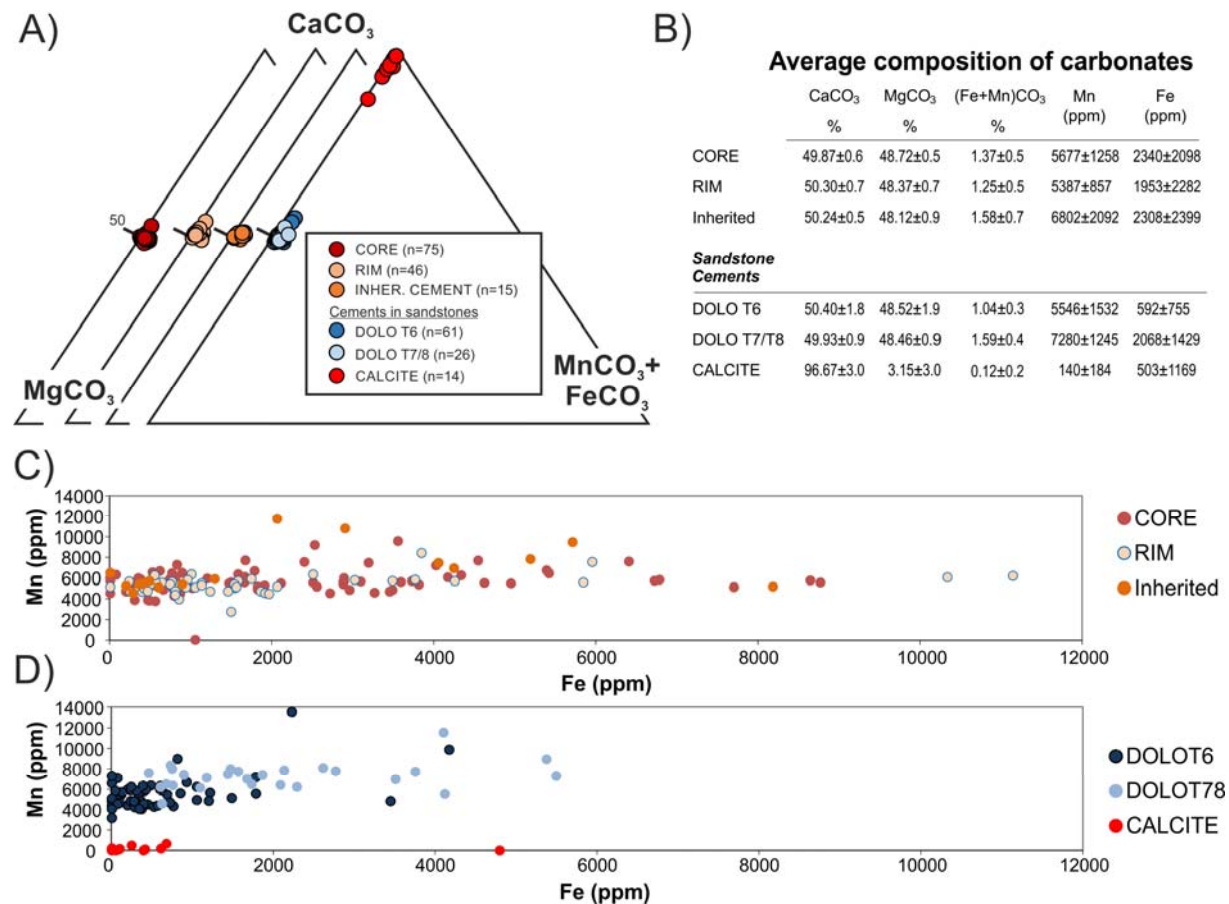 A)
CaCO3
50
MgCO3
MnCO3+
FeCO3
CORE (n=75)
RIM (n=46)
INHER. CEMENT (n=15)
Cements in sandstones
DOLO T6 (n=61)
DOLO T7/8 (n=26)
CALCITE (n=14)
B)
Average composition of carbonates
CaCO3 MgCO3 (Fe+Mn)CO3 Mn Fe
% % % (ppm) (ppm)
CORE 49.87±0.6 48.72±0.5 1.37±0.5 5677±1258 2340±2098
RIM 50.30±0.7 48.37±0.7 1.25±0.5 5387±857 1953±2282
Inherited 50.24±0.5 48.12±0.9 1.58±0.7 6802±2092 2308±2399
Sandstone
Cements
DOLO T6 50.40±1.8 48.52±1.9 1.04±0.3 5546±1532 592±755
DOLO T7/T8 49.93±0.9 48.46±0.9 1.59±0.4 7280±1245 2068±1429
CALCITE 96.67±3.0 3.15±3.0 0.12±0.2 140±184 503±1169
C)
Mn (ppm)
14000
12000
10000
8000
6000
4000
2000
0
0 2000 4000 6000 8000 10000 12000
Fe (ppm)
CORE
RIM
Inherited
D)
Mn (ppm)
14000
12000
10000
8000
6000
4000
2000
0
0 2000 4000 6000 8000 10000 12000
Fe (ppm)
DOLOT6
DOLOT78
CALCITE